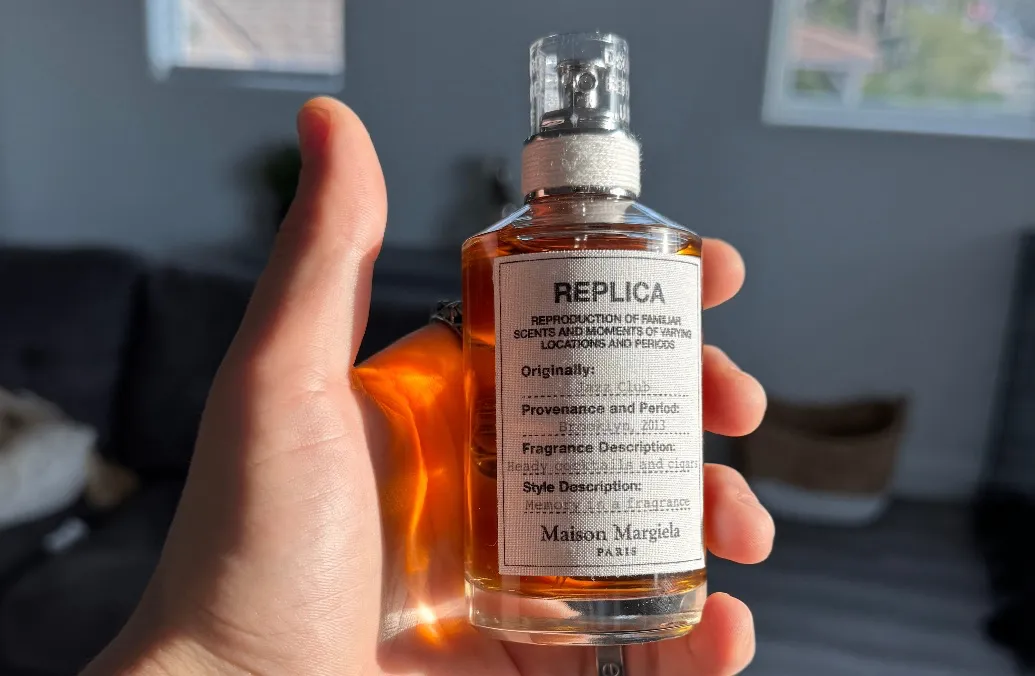 REPLICA
REPRODUCTION OF FAMILIAR
SCENTS AND MOMENTS OF VARYING
LOCATIONS AND PERIODS
Originally:
Jazz Club
Provenance and Period:
Brooklyn, 2013
Fragrance Description:
Heady cocktails and cigars
Style Description:
Memory in a fragrance
Maison Margiela
PARIS